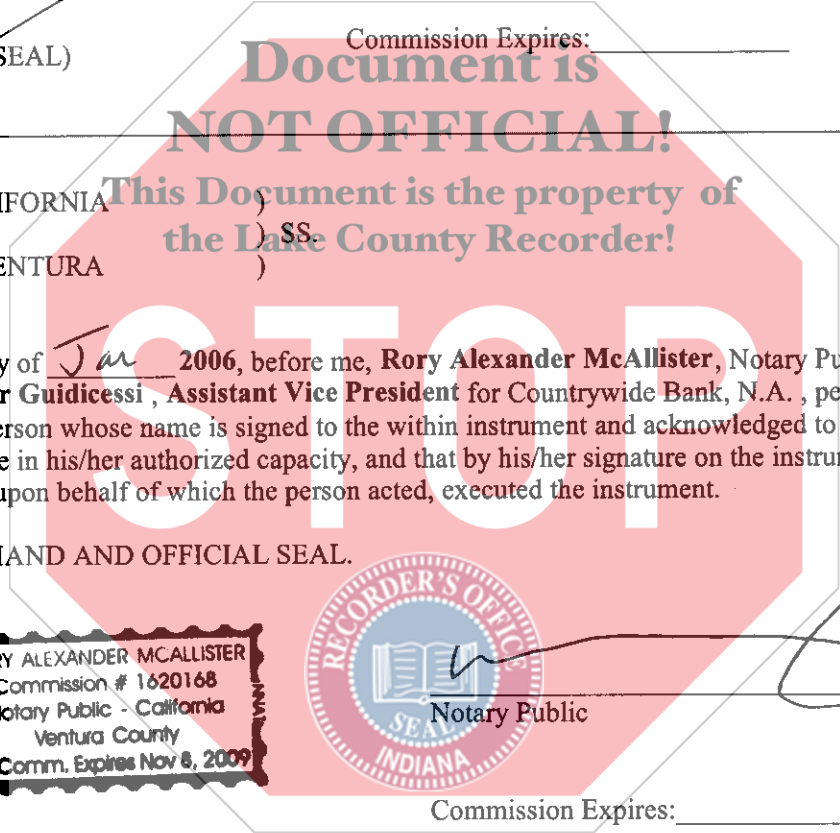 Commission Expires:
SEAL)
Document is
NOT OFFICIAL!
This Document is the property of
the Lake County Recorder!
IFORNIA )
) SS.
ENTURA )
STOP
y of Jan 2006, before me, Rory Alexander McAllister, Notary Pu
r Guidicessi , Assistant Vice President for Countrywide Bank, N.A. , pe
erson whose name is signed to the within instrument and acknowledged to
e in his/her authorized capacity, and that by his/her signature on the instru
upon behalf of which the person acted, executed the instrument.
HAND AND OFFICIAL SEAL.
RECORDER'S OFFICE
SEAL
INDIANA
RY ALEXANDER MCALLISTER
Commission # 1620168
otary Public - California
Ventura County
Comm. Expires Nov 6, 2009
Notary Public
Commission Expires: